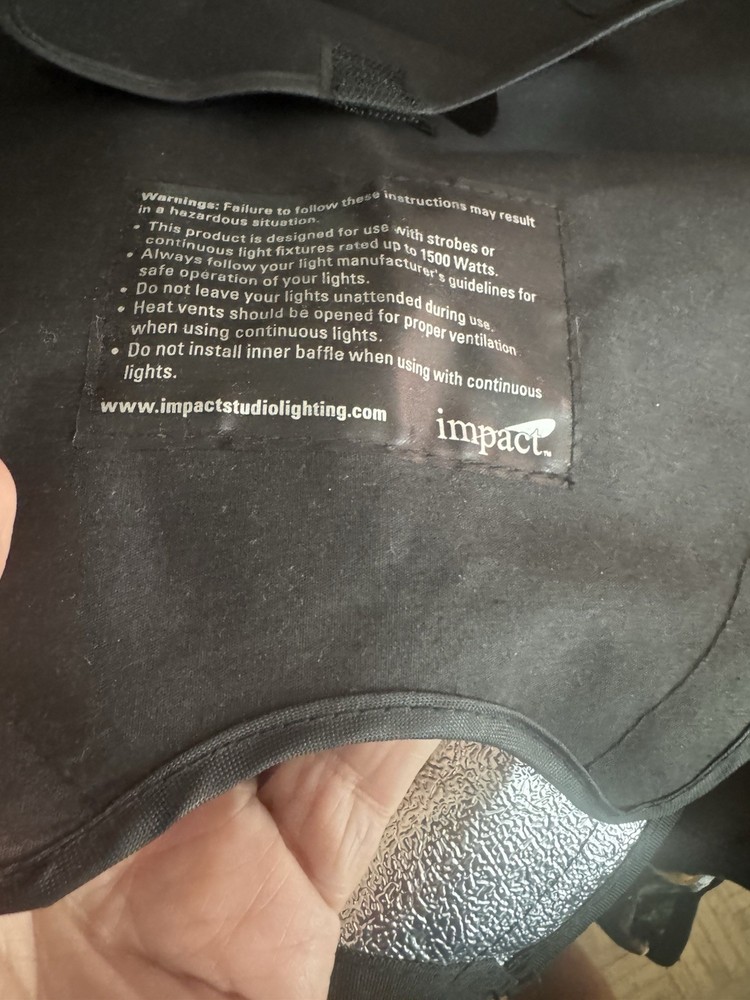 Warnings: Failure to follow these instructions may result
in a hazardous situation.
• This product is designed for use with strobes or
continuous light fixtures rated up to 1500 Watts.
• Always follow your light manufacturer's guidelines for
safe operation of your lights.
• Do not leave your lights unattended during use.
• Heat vents should be opened for proper ventilation
when using continuous lights.
• Do not install inner baffle when using with continuous
lights.
www.impactstudiolighting.com
impact™